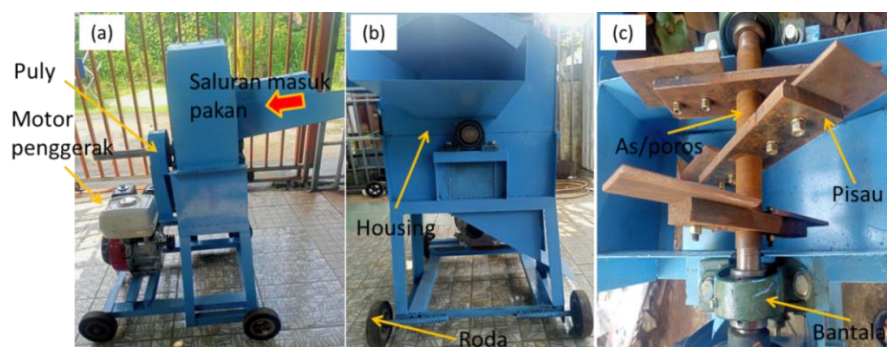 (a)
Puly
Saluran masuk
pakan
Motor
penggerak
(b)
Housing
Roda
(c)
As/poros
Pisau
Bantala